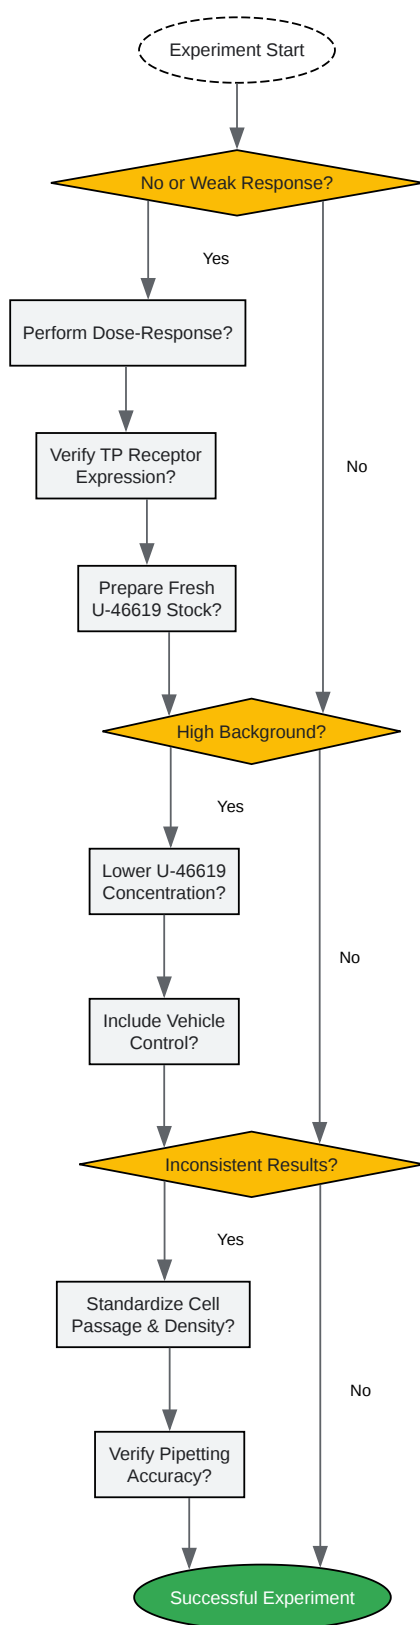 Experiment Start
No or Weak Response?
Yes
Perform Dose-Response?
Verify TP Receptor
Expression?
No
Prepare Fresh
U-46619 Stock?
High Background?
Yes
Lower U-46619
Concentration?
No
Include Vehicle
Control?
Inconsistent Results?
Yes
Standardize Cell
Passage & Density?
No
Verify Pipetting
Accuracy?
Successful Experiment